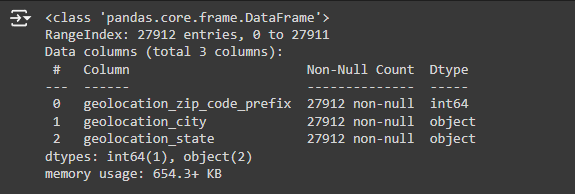 <class 'pandas.core.frame.DataFrame'>
RangeIndex: 27912 entries, 0 to 27911
Data columns (total 3 columns):
 #   Column                       Non-Null Count  Dtype
---  ------                       --------------  -----
 0   geolocation_zip_code_prefix  27912 non-null  int64
 1   geolocation_city             27912 non-null  object
 2   geolocation_state            27912 non-null  object
dtypes: int64(1), object(2)
memory usage: 654.3+ KB